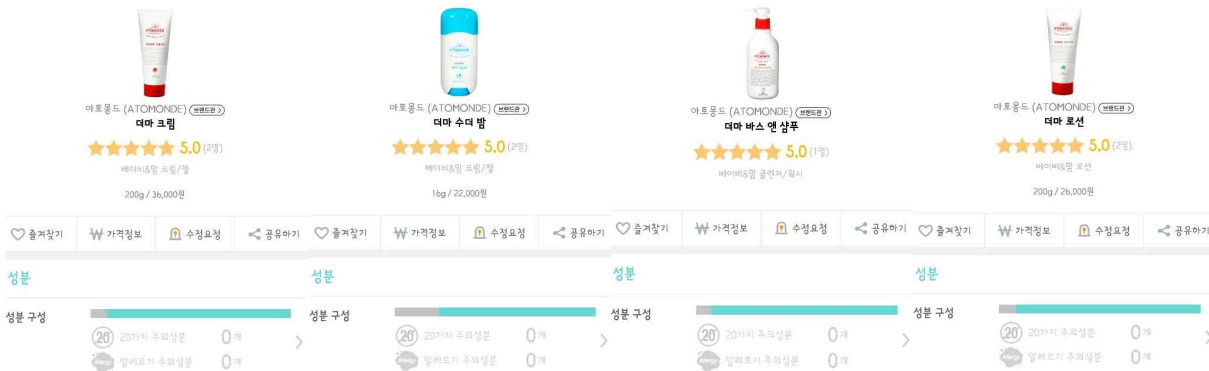 아토몽드 (ATOMONDE) 브랜드관 >
더마 크림
5.0 (2명)
베이비&맘 크림/젤
200g / 36,000원
즐겨찾기 가격정보 수정요청 공유하기
성분
성분 구성
20 20가지 주의성분 0개
Allergy 알레르기 주의성분 0개
아토몽드 (ATOMONDE) 브랜드관 >
더마 수더 밤
5.0 (2명)
베이비&맘 크림/젤
16g / 22,000원
즐겨찾기 가격정보 수정요청 공유하기
성분
성분 구성
20 20가지 주의성분 0개
Allergy 알레르기 주의성분 0개
아토몽드 (ATOMONDE) 브랜드관 >
더마 바스 앤 샴푸
5.0 (1명)
베이비&맘 클렌저/워시
즐겨찾기 가격정보 수정요청 공유하기
성분
성분 구성
20 20가지 주의성분 0개
Allergy 알레르기 주의성분 0개
아토몽드 (ATOMONDE) 브랜드관 >
더마 로션
5.0 (2명)
베이비&맘 로션
200g / 26,000원
즐겨찾기 가격정보 수정요청 공유하기
성분
성분 구성
20 20가지 주의성분 0개
Allergy 알레르기 주의성분 0개